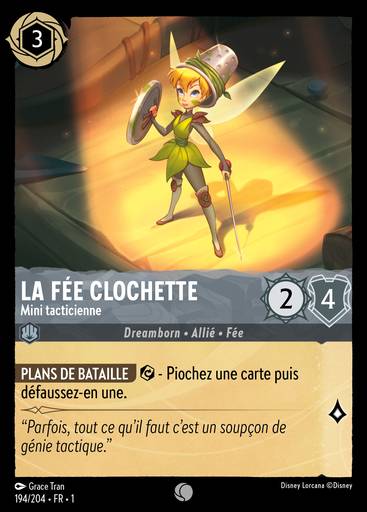 3
LA FÉE CLOCHETTE
Mini tacticienne
2
4
Dreamborn • Allié • Fée
PLANS DE BATAILLE - Piochez une carte puis
défaussez-en une.
“Parfois, tout ce qu’il faut c’est un soupçon de
génie tactique.”
Grace Tran
194/204 • FR • 1
Disney Lorcana ©Disney